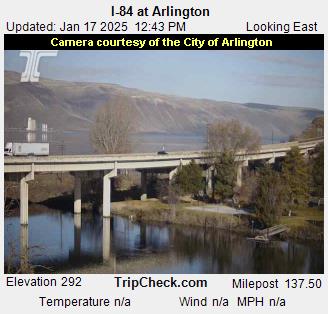 I-84 at Arlington
Updated: Jan 17 2025 12:43 PM Looking East
Camera courtesy of the City of Arlington
Elevation 292 TripCheck.com Milepost 137.50
Temperature n/a Wind n/a MPH n/a